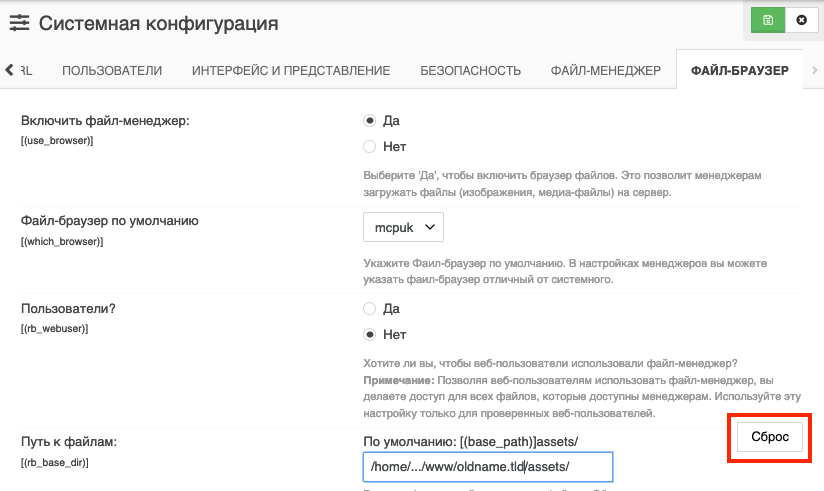 Системная конфигурация
RL ПОЛЬЗОВАТЕЛИ ИНТЕРФЕЙС И ПРЕДСТАВЛЕНИЕ БЕЗОПАСНОСТЬ ФАЙЛ-МЕНЕДЖЕР ФАЙЛ-БРАУЗЕР
Включить файл-менеджер:
[(use_browser)]
Да
Нет
Выберите 'Да', чтобы включить браузер файлов. Это позволит менеджерам
загружать файлы (изображения, медиа-файлы) на сервер.
Файл-браузер по умолчанию
[(which_browser)]
mcpuk
Укажите Фаил-браузер по умолчанию. В настройках менеджеров вы можете
указать фаил-браузер отличный от системного.
Пользователи?
[(rb_webuser)]
Да
Нет
Хотите ли вы, чтобы веб-пользователи использовали файл-менеджер?
Примечание: Позволяя веб-пользователям использовать файл-менеджер, вы
делаете доступ для всех файлов, которые доступны менеджерам. Используйте эту
настройку только для проверенных веб-пользователей.
Путь к файлам:
[(rb_base_dir)]
По умолчанию: [(base_path)]assets/
Сброс
/home/.../www/oldname.tld/assets/